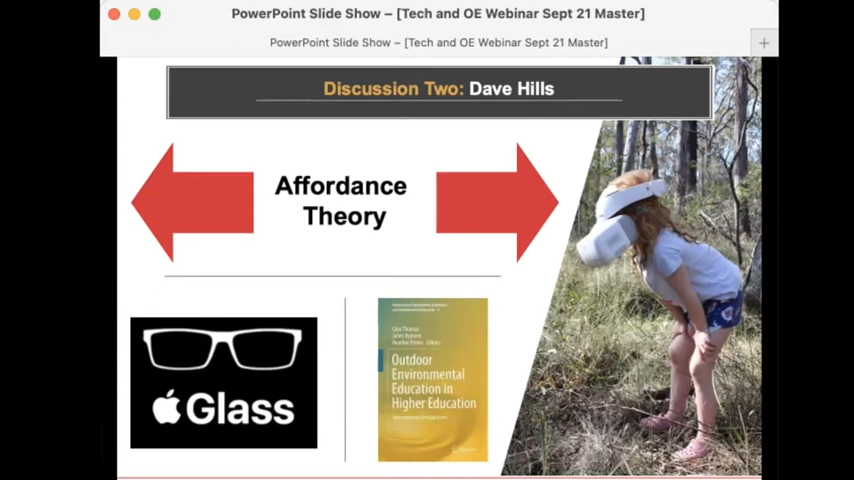 PowerPoint Slide Show – [Tech and OE Webinar Sept 21 Master]
PowerPoint Slide Show – [Tech and OE Webinar Sept 21 Master]
Discussion Two: Dave Hills
Affordance
Theory
Glass
Outdoor
Environmental
Education in
Higher Education